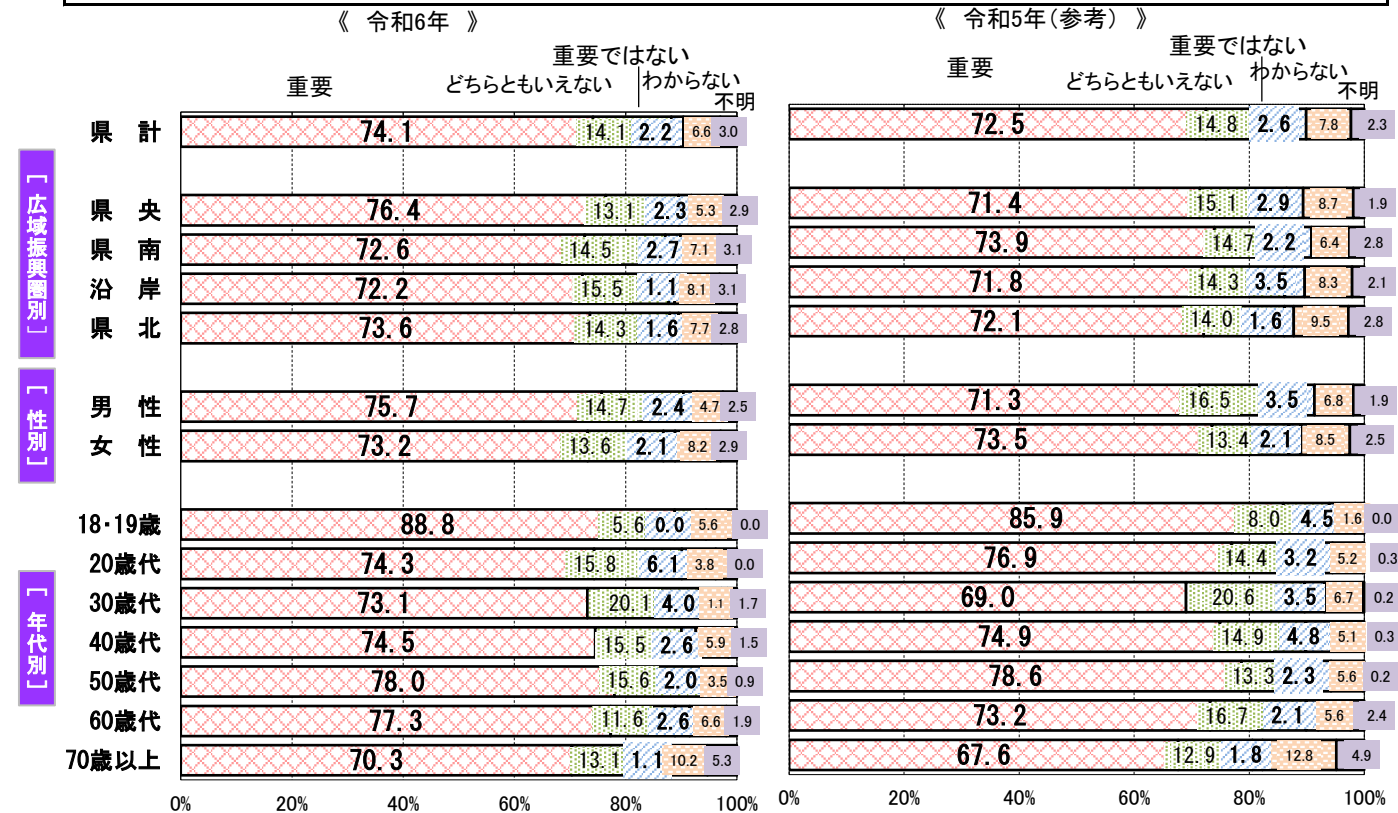 《 令和6年 》
重要 どちらともいえない 重要ではない わからない 不明
県 計 74.1 14.1 2.2 6.6 3.0
[広域振興圏別]
県 央 76.4 13.1 2.3 5.3 2.9
県 南 72.6 14.5 2.7 7.1 3.1
沿 岸 72.2 15.5 1.1 8.1 3.1
県 北 73.6 14.3 1.6 7.7 2.8
[性別]
男 性 75.7 14.7 2.4 4.7 2.5
女 性 73.2 13.6 2.1 8.2 2.9
[年代別]
18・19歳 88.8 5.6 0.0 5.6 0.0
20歳代 74.3 15.8 6.1 3.8 0.0
30歳代 73.1 20.1 4.0 1.1 1.7
40歳代 74.5 15.5 2.6 5.9 1.5
50歳代 78.0 15.6 2.0 3.5 0.9
60歳代 77.3 11.6 2.6 6.6 1.9
70歳以上 70.3 13.1 1.1 10.2 5.3
0% 20% 40% 60% 80% 100%
《 令和5年(参考) 》
重要 どちらともいえない 重要ではない わからない 不明
72.5 14.8 2.6 7.8 2.3
71.4 15.1 2.9 8.7 1.9
73.9 14.7 2.2 6.4 2.8
71.8 14.3 3.5 8.3 2.1
72.1 14.0 1.6 9.5 2.8
71.3 16.5 3.5 6.8 1.9
73.5 13.4 2.1 8.5 2.5
85.9 8.0 4.5 1.6 0.0
76.9 14.4 3.2 5.2 0.3
69.0 20.6 3.5 6.7 0.2
74.9 14.9 4.8 5.1 0.3
78.6 13.3 2.3 5.6 0.2
73.2 16.7 2.1 5.6 2.4
67.6 12.9 1.8 12.8 4.9
0% 20% 40% 60% 80% 100%